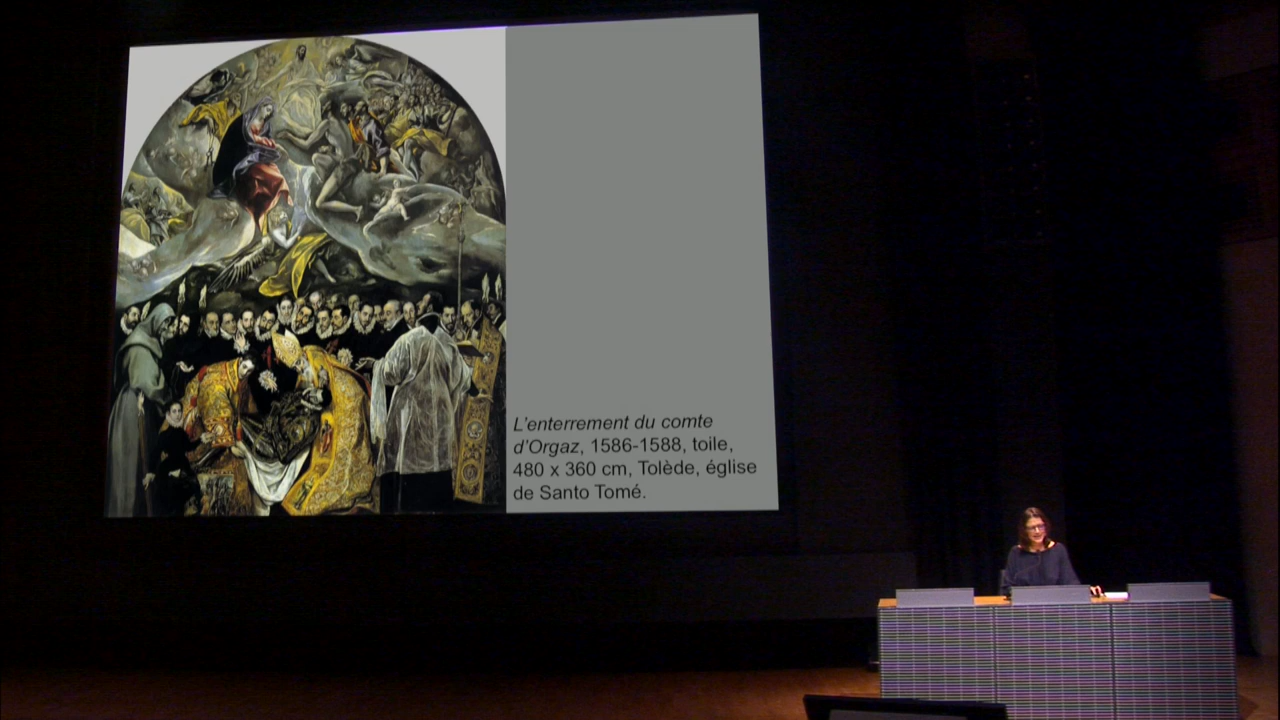 L'enterrement du comte
d'Orgaz, 1586-1588, toile,
480 x 360 cm, Tolède, église
de Santo Tomé.